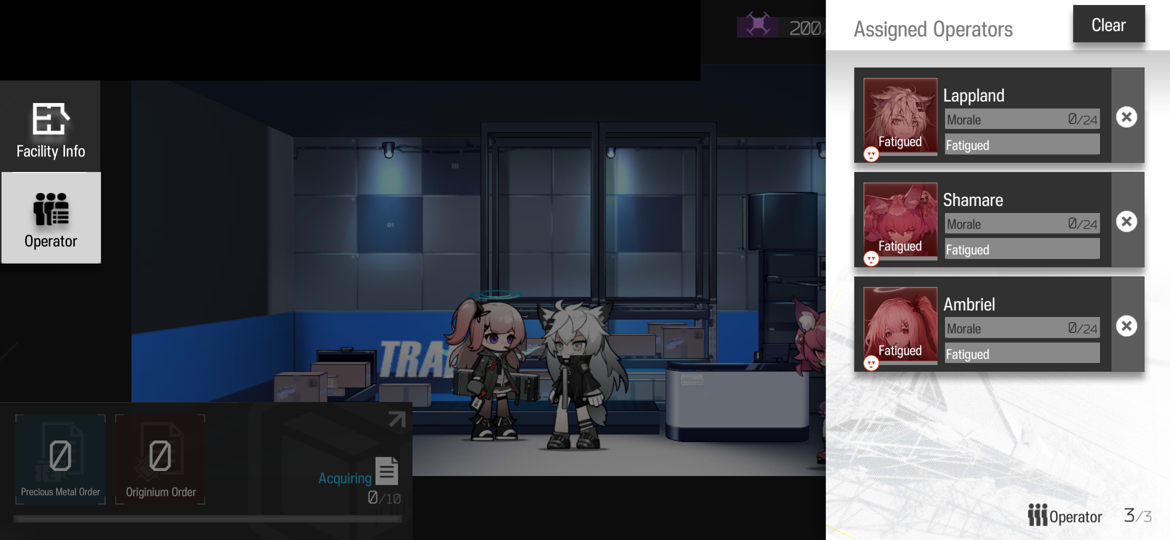 200
Assigned Operators
Clear
Facility Info
Operator
Lappland
Morale 0/24
Fatigued
Fatigued
Shamare
Morale 0/24
Fatigued
Fatigued
Ambriel
Morale 0/24
Fatigued
Fatigued
TRA
0
Precious Metal Order
0
Originium Order
Acquiring
0/10
Operator 3/3